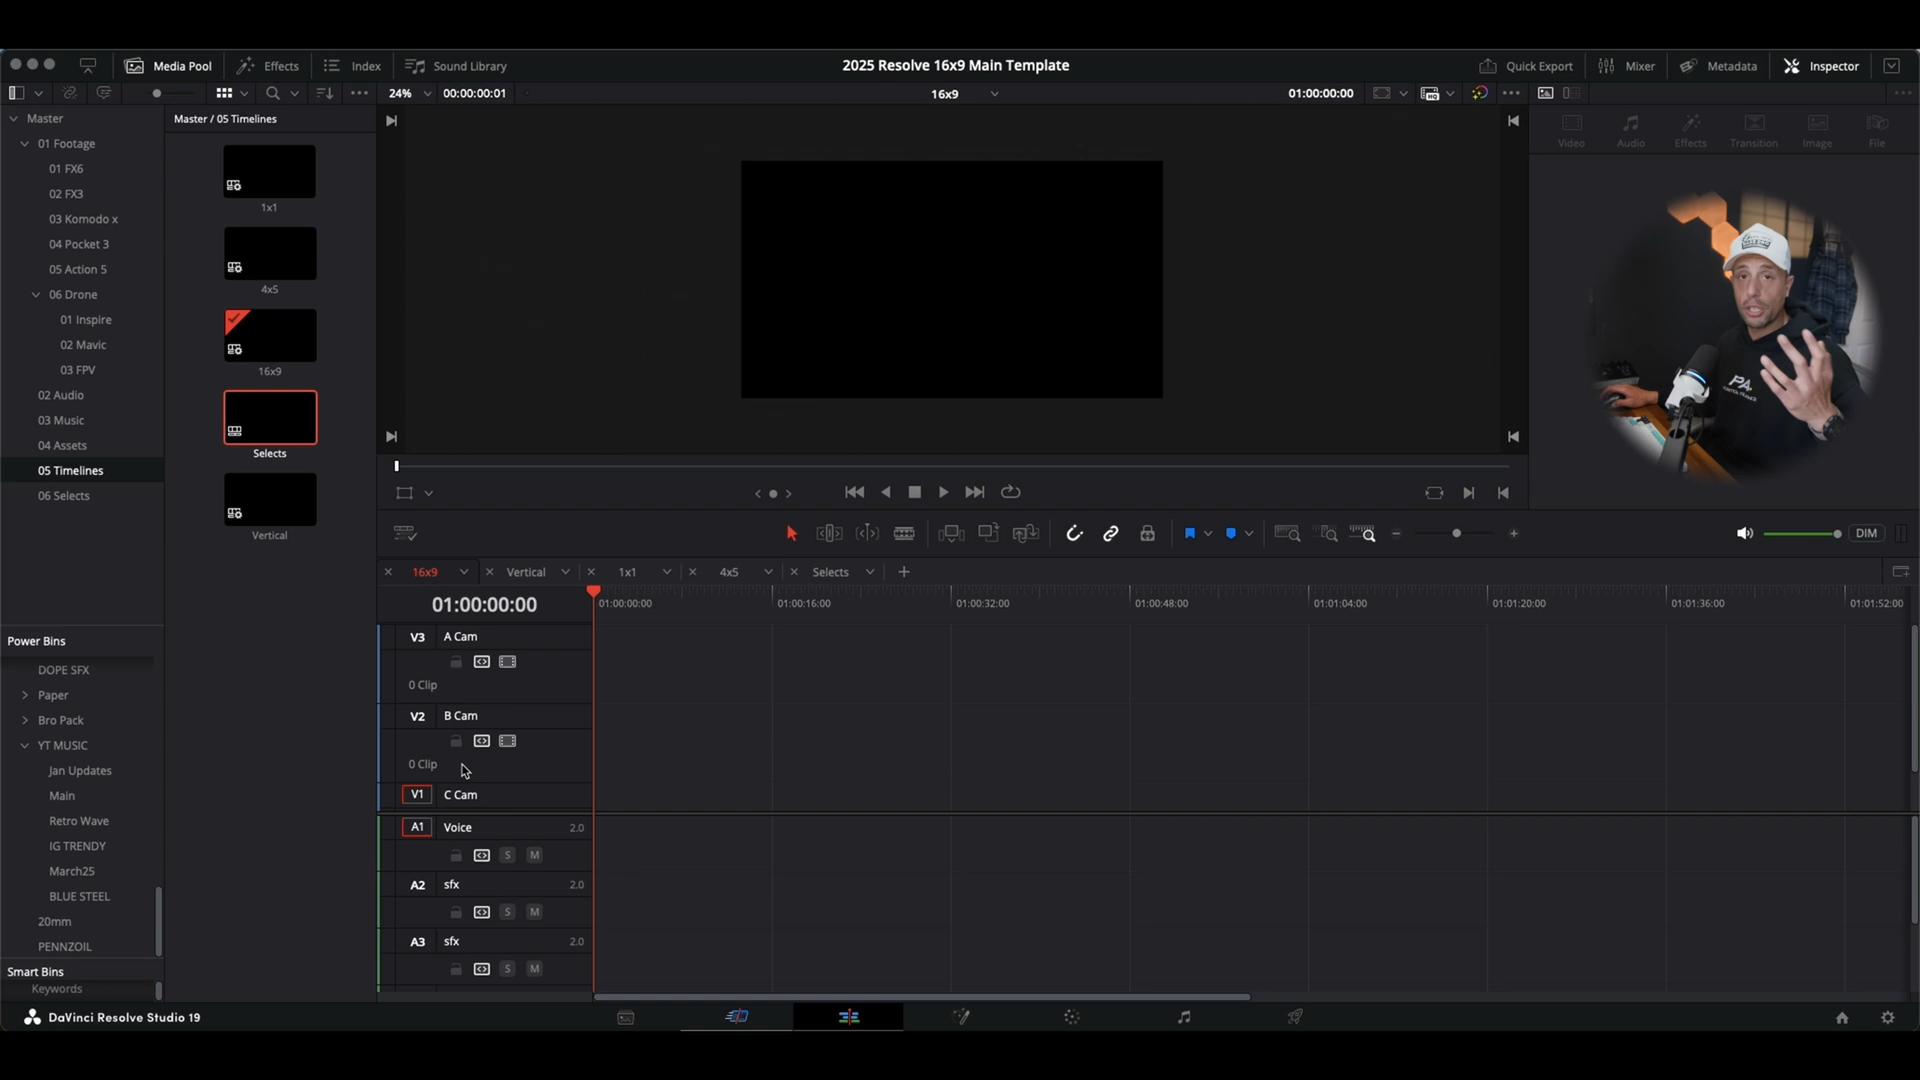 Media Pool
Effects
Index
Sound Library
2025 Resolve 16x9 Main Template
Quick Export
Mixer
Metadata
Inspector
24%
00:00:00:01
16x9
01:00:00:00
Master
01 Footage
01 FX6
02 FX3
03 Komodo x
04 Pocket 3
05 Action 5
06 Drone
01 Inspire
02 Mavic
03 FPV
02 Audio
03 Music
04 Assets
05 Timelines
06 Selects
Master / 05 Timelines
1x1
4x5
16x9
Selects
Vertical
Video
Audio
Effects
Transition
Image
File
PA
DIM
16x9
Vertical
1x1
4x5
Selects
01:00:00:00
01:00:00:00
01:00:16:00
01:00:32:00
01:00:48:00
01:01:04:00
01:01:20:00
01:01:36:00
01:01:52:00
V3 A Cam
0 Clip
V2 B Cam
0 Clip
V1 C Cam
A1 Voice 2.0
S M
A2 sfx 2.0
S M
A3 sfx 2.0
S M
Power Bins
DOPE SFX
Paper
Bro Pack
YT MUSIC
Jan Updates
Main
Retro Wave
IG TRENDY
March25
BLUE STEEL
20mm
PENNZOIL
Smart Bins
Keywords
DaVinci Resolve Studio 19